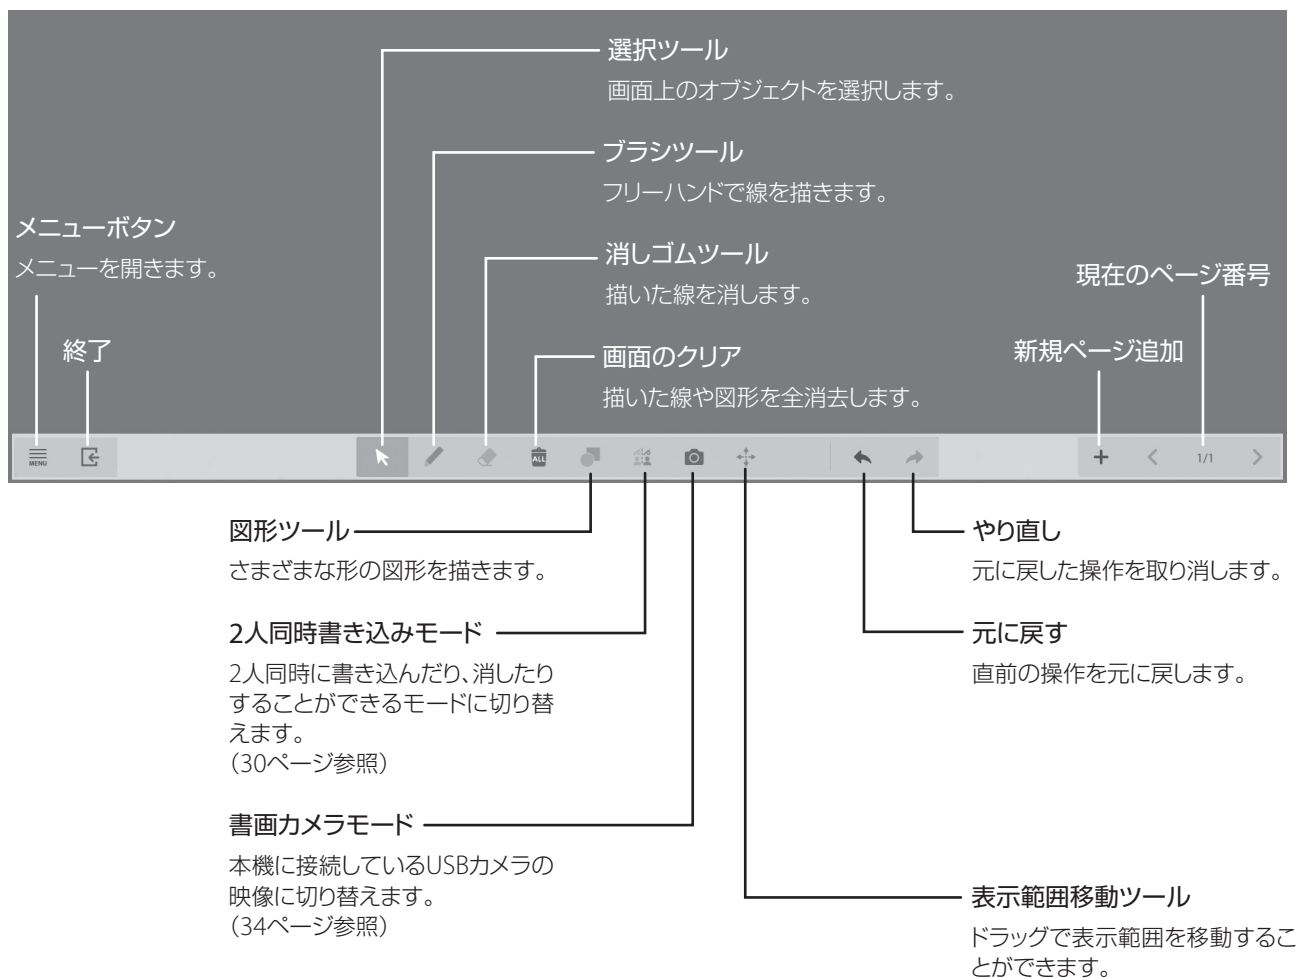 選択ツール
画面上のオブジェクトを選択します。
ブラシツール
フリーハンドで線を描きます。
メニューボタン
メニューを開きます。
消しゴムツール
描いた線を消します。
現在のページ番号
終了
画面のクリア
描いた線や図形を全消去します。
新規ページ追加
MENU
ALL
1/1
図形ツール
さまざまな形の図形を描きます。
やり直し
元に戻した操作を取り消します。
2人同時書き込みモード
2人同時に書き込んだり、消したり
することができるモードに切り替
えます。
（30ページ参照）
元に戻す
直前の操作を元に戻します。
書画カメラモード
本機に接続しているUSBカメラの
映像に切り替えます。
（34ページ参照）
表示範囲移動ツール
ドラッグで表示範囲を移動するこ
とができます。